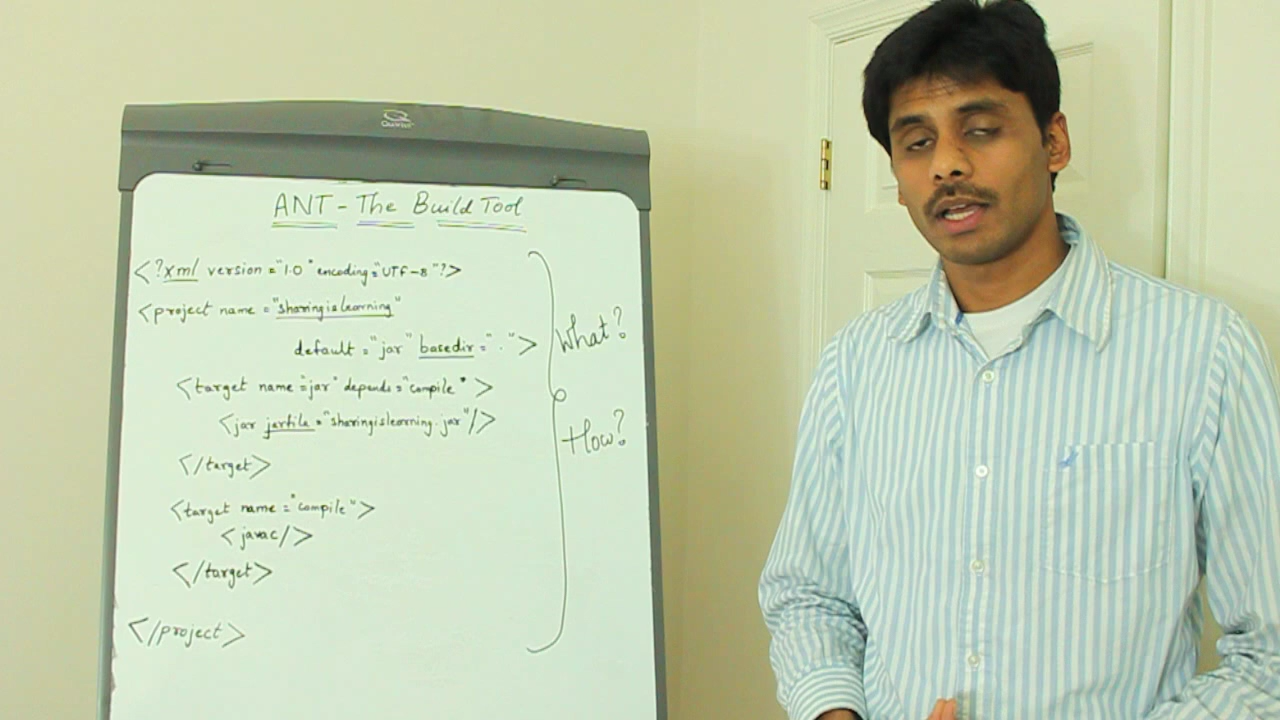 Quartet
ANT - The Build Tool
<?xml version="1.0" encoding="UTF-8"?>
<project name="sharingislearning"
default="jar" basedir=".">
<target name="jar" depends="compile">
<jar jarfile="sharingislearning.jar"/>
</target>
<target name="compile">
<javac/>
</target>
</project>
What?
How?